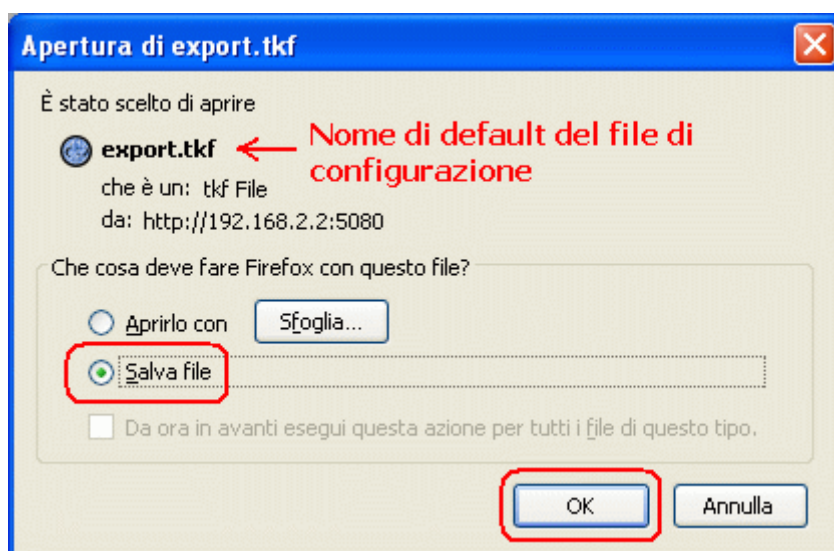 Apertura di export.tkf
È stato scelto di aprire
export.tkf
Nome di default del file di
configurazione
che è un: tkf File
da: http://192.168.2.2:5080
Che cosa deve fare Firefox con questo file?
Aprirlo con Sfoglia...
Salva file
Da ora in avanti esegui questa azione per tutti i file di questo tipo.
OK Annulla